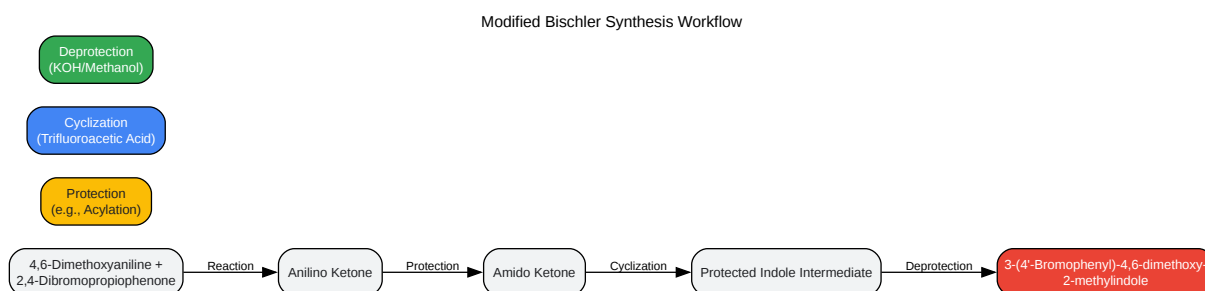 Modified Bischler Synthesis Workflow
Deprotection
(KOH/Methanol)
Cyclization
(Trifluoroacetic Acid)
Protection
(e.g., Acylation)
4,6-Dimethoxyaniline +
2,4-Dibromopropiophenone
Reaction
Anilino Ketone
Protection
Amido Ketone
Cyclization
Protected Indole Intermediate
Deprotection
3-(4'-Bromophenyl)-4,6-dimethoxy-
2-methylindole